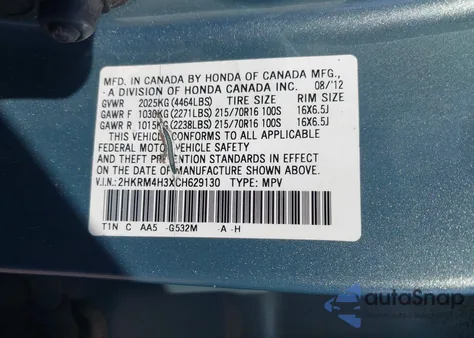 MFD. IN CANADA BY HONDA OF CANADA MFG.,
A DIVISION OF HONDA CANADA INC. 08/'12
GVWR 2025KG (4464LBS) TIRE SIZE RIM SIZE
GAWR F 1030KG (2271LBS) 215/70R16 100S 16X6.5J
GAWR R 1015KG (2238LBS) 215/70R16 100S 16X6.5J
THIS VEHICLE CONFORMS TO ALL APPLICABLE
FEDERAL MOTOR VEHICLE SAFETY
AND THEFT PREVENTION STANDARDS IN EFFECT
ON THE DATE OF MANUFACTURE SHOWN ABOVE.
V.I.N.: 2HKRM4H3XCH629130 TYPE: MPV
T1N C AA5 -G532M -A -H
autoSnap